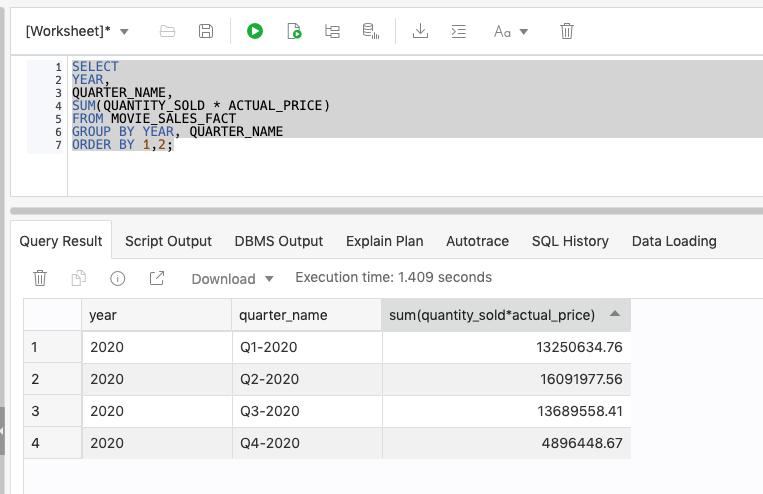 [Worksheet]*
Aa
1 SELECT
2 YEAR,
3 QUARTER_NAME,
4 SUM(QUANTITY_SOLD * ACTUAL_PRICE)
5 FROM MOVIE_SALES_FACT
6 GROUP BY YEAR, QUARTER_NAME
7 ORDER BY 1,2;
Query Result Script Output DBMS Output Explain Plan Autotrace SQL History Data Loading
Download Execution time: 1.409 seconds
year quarter_name sum(quantity_sold*actual_price)
1 2020 Q1-2020 13250634.76
2 2020 Q2-2020 16091977.56
3 2020 Q3-2020 13689558.41
4 2020 Q4-2020 4896448.67